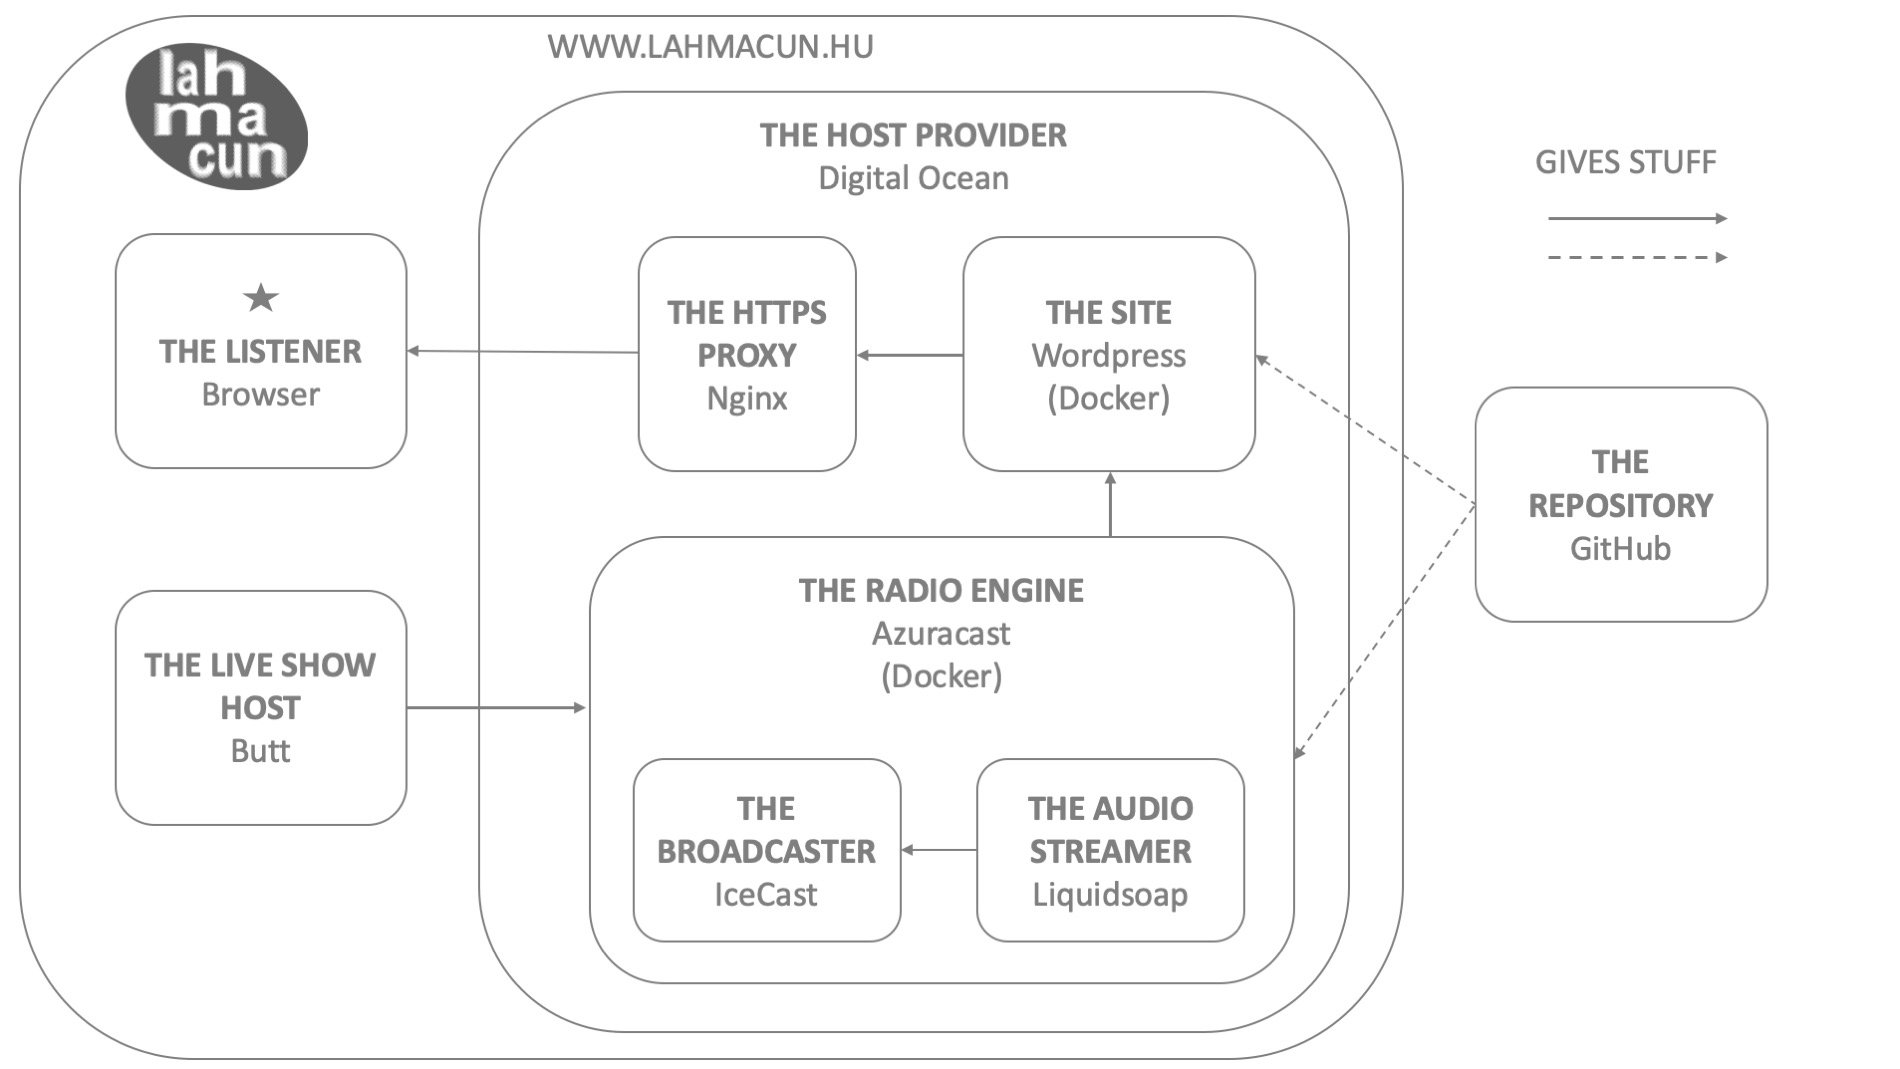 WWW.LAHMACUN.HU
lah
ma
cun
THE HOST PROVIDER
Digital Ocean
GIVES STUFF
THE LISTENER
Browser
THE HTTPS
PROXY
Nginx
THE SITE
Wordpress
(Docker)
THE
REPOSITORY
GitHub
THE LIVE SHOW
HOST
Butt
THE RADIO ENGINE
Azuracast
(Docker)
THE
BROADCASTER
IceCast
THE AUDIO
STREAMER
Liquidsoap